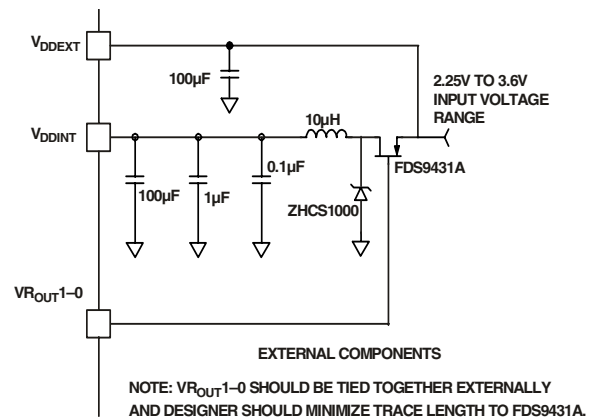 VDDEXT
100µF
2.25V TO 3.6V
INPUT VOLTAGE
RANGE
10µH
VDDINT
0.1µF
FDS9431A
100µF
1µF
ZHCS1000
VROUT1–0
EXTERNAL COMPONENTS
NOTE: VROUT1–0 SHOULD BE TIED TOGETHER EXTERNALLY
AND DESIGNER SHOULD MINIMIZE TRACE LENGTH TO FDS9431A.